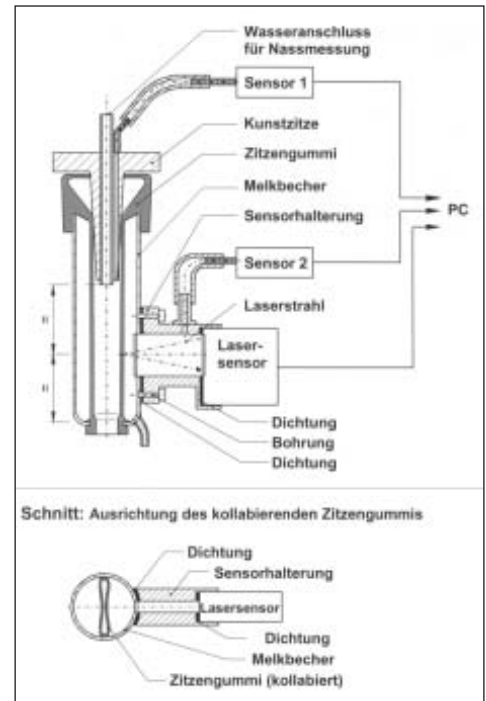 Wasseranschluss
für Nassmessung
Sensor 1
Kunstzitze
Zitzengummi
Melkbecher
Sensorhalterung
PC
Sensor 2
Laserstrahl
Laser-
sensor
Dichtung
Bohrung
Dichtung
Schnitt: Ausrichtung des kollabierenden Zitzengummis
Dichtung
Sensorhalterung
Lasersensor
Dichtung
Melkbecher
Zitzengummi (kollabiert)